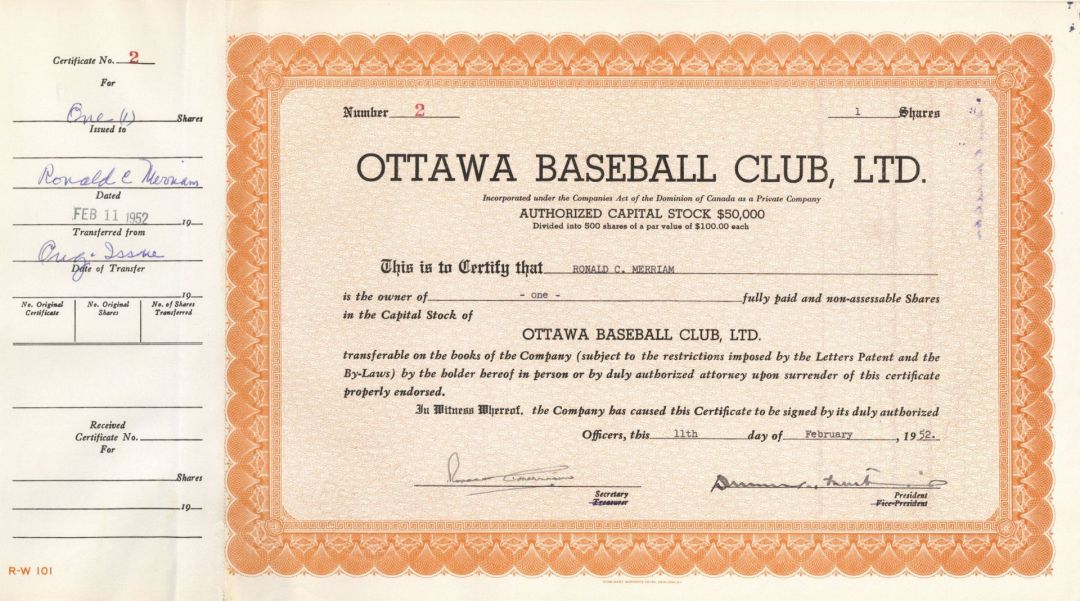 Certificate No. 2
For
One (1) Shares
Issued to
Ronald C Merriam
Dated
FEB 11 1952 19
Transferred from
Orig. Issue
Date of Transfer
19
No. Original Certificate
No. Original Shares
No. of Shares Transferred
Received
Certificate No.
For
Shares
19
R-W 101
Number 2
1 Shares
OTTAWA BASEBALL CLUB, LTD.
Incorporated under the Companies Act of the Dominion of Canada as a Private Company
AUTHORIZED CAPITAL STOCK $50,000
Divided into 500 shares of a par value of $100.00 each
This is to Certify that RONALD C. MERRIAM
is the owner of - one - fully paid and non-assessable Shares
in the Capital Stock of
OTTAWA BASEBALL CLUB, LTD.
transferable on the books of the Company (subject to the restrictions imposed by the Letters Patent and the
By-Laws) by the holder hereof in person or by duly authorized attorney upon surrender of this certificate
properly endorsed.
In Witness Whereof, the Company has caused this Certificate to be signed by its duly authorized
Officers, this 11th day of February, 1952.
Secretary
Treasurer
President
Vice-President